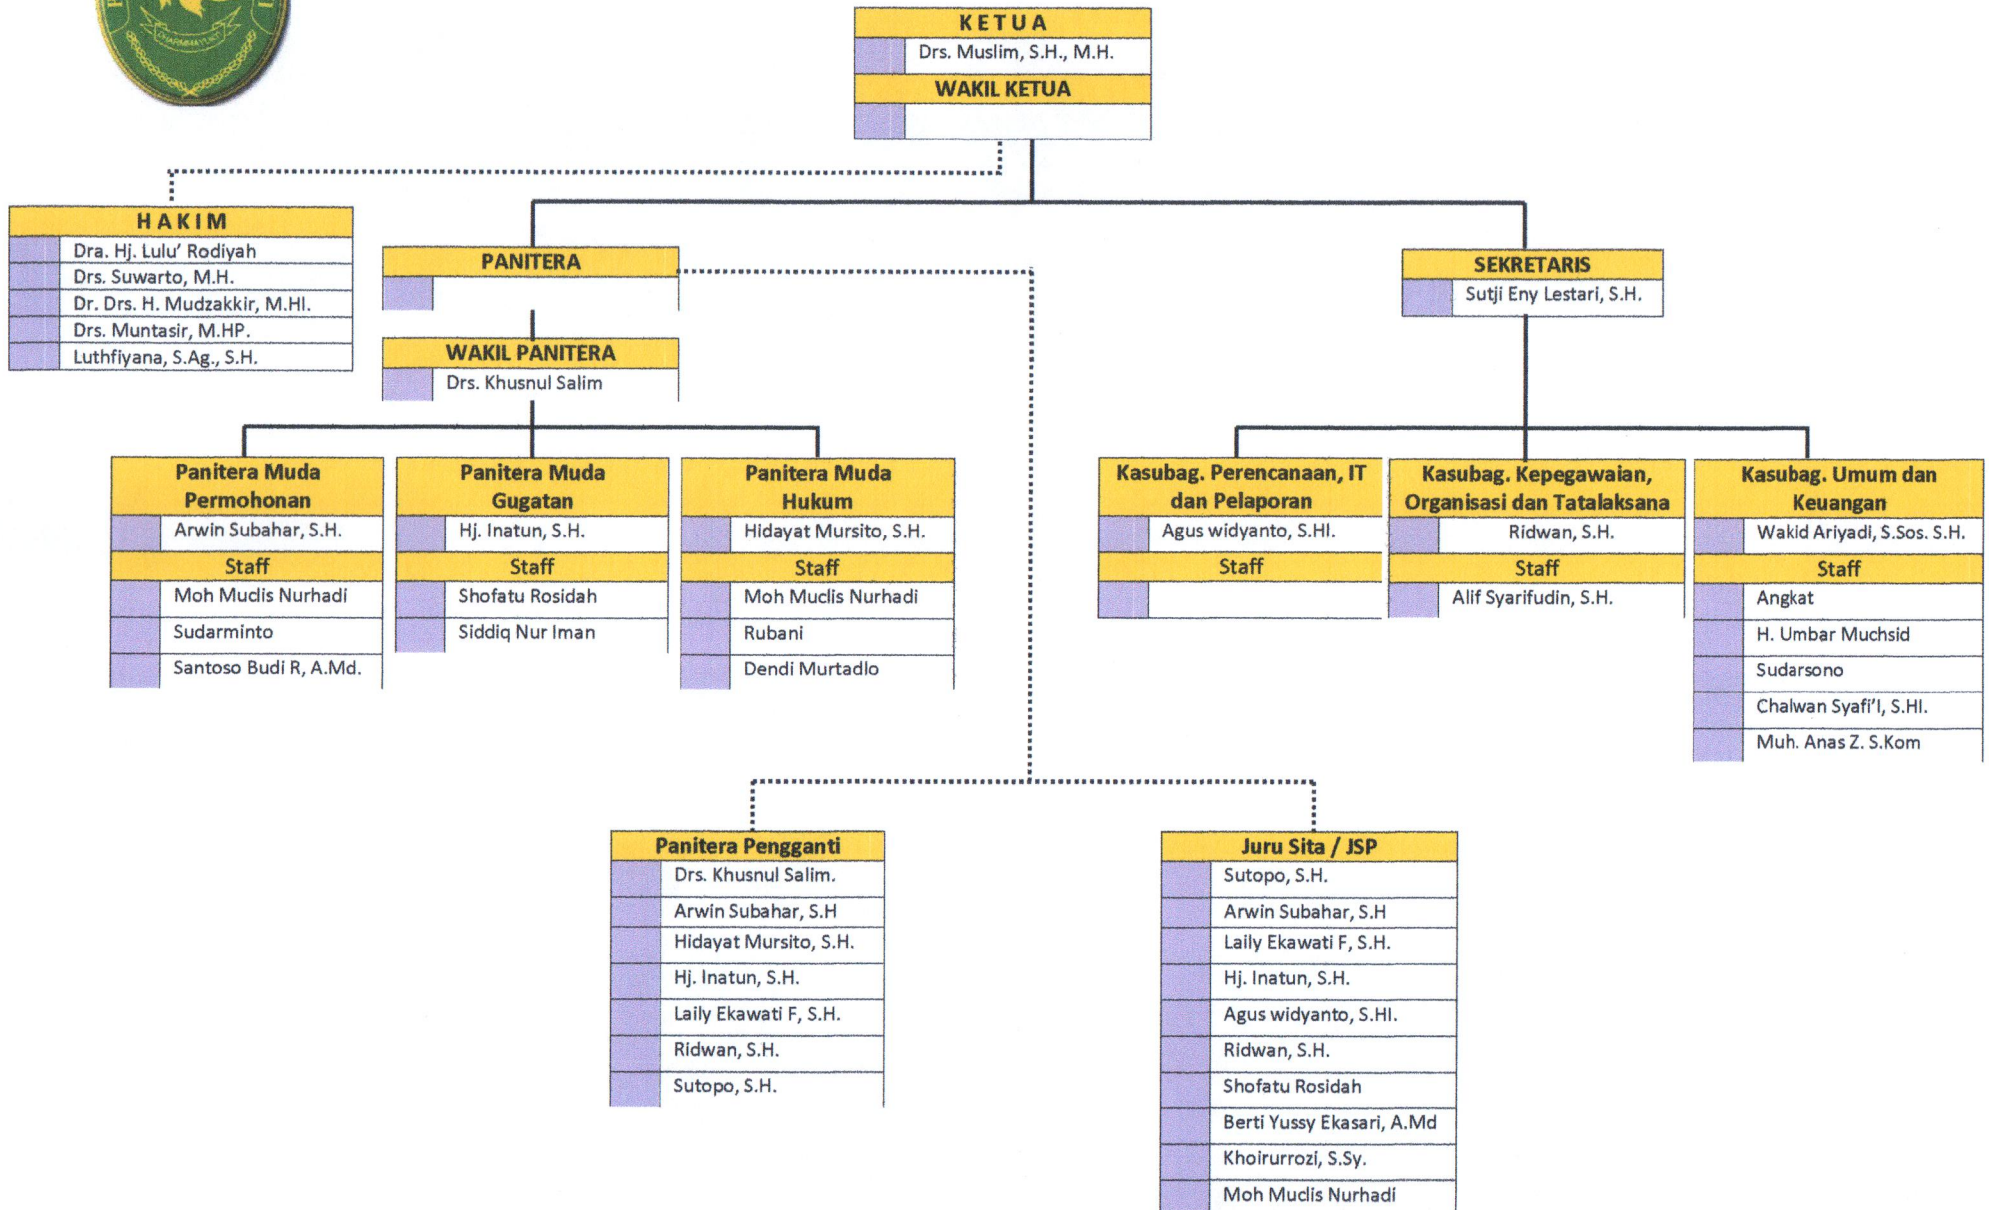 DHARMMAYUKTI
KETUA
Drs. Muslim, S.H., M.H.
WAKIL KETUA
HAKIM
Dra. Hj. Lulu’ Rodiyah
Drs. Suwarto, M.H.
Dr. Drs. H. Mudzakkir, M.HI.
Drs. Muntasir, M.HP.
Luthfiyana, S.Ag., S.H.
PANITERA
WAKIL PANITERA
Drs. Khusnul Salim
SEKRETARIS
Sutji Eny Lestari, S.H.
Panitera Muda
Permohonan
Arwin Subahar, S.H.
Staff
Moh Muclis Nurhadi
Sudarminto
Santoso Budi R, A.Md.
Panitera Muda
Gugatan
Hj. Inatun, S.H.
Staff
Shofatu Rosidah
Siddiq Nur Iman
Panitera Muda
Hukum
Hidayat Mursito, S.H.
Staff
Moh Muclis Nurhadi
Rubani
Dendi Murtadlo
Kasubag. Perencanaan, IT
dan Pelaporan
Agus widyanto, S.HI.
Staff
Kasubag. Kepegawaian,
Organisasi dan Tatalaksana
Ridwan, S.H.
Staff
Alif Syarifudin, S.H.
Kasubag. Umum dan
Keuangan
Wakid Ariyadi, S.Sos. S.H.
Staff
Angkat
H. Umbar Muchsid
Sudarsono
Chalwan Syafi’I, S.HI.
Muh. Anas Z. S.Kom
Panitera Pengganti
Drs. Khusnul Salim.
Arwin Subahar, S.H
Hidayat Mursito, S.H.
Hj. Inatun, S.H.
Laily Ekawati F, S.H.
Ridwan, S.H.
Sutopo, S.H.
Juru Sita / JSP
Sutopo, S.H.
Arwin Subahar, S.H
Laily Ekawati F, S.H.
Hj. Inatun, S.H.
Agus widyanto, S.HI.
Ridwan, S.H.
Shofatu Rosidah
Berti Yussy Ekasari, A.Md
Khoirurrozi, S.Sy.
Moh Muclis Nurhadi